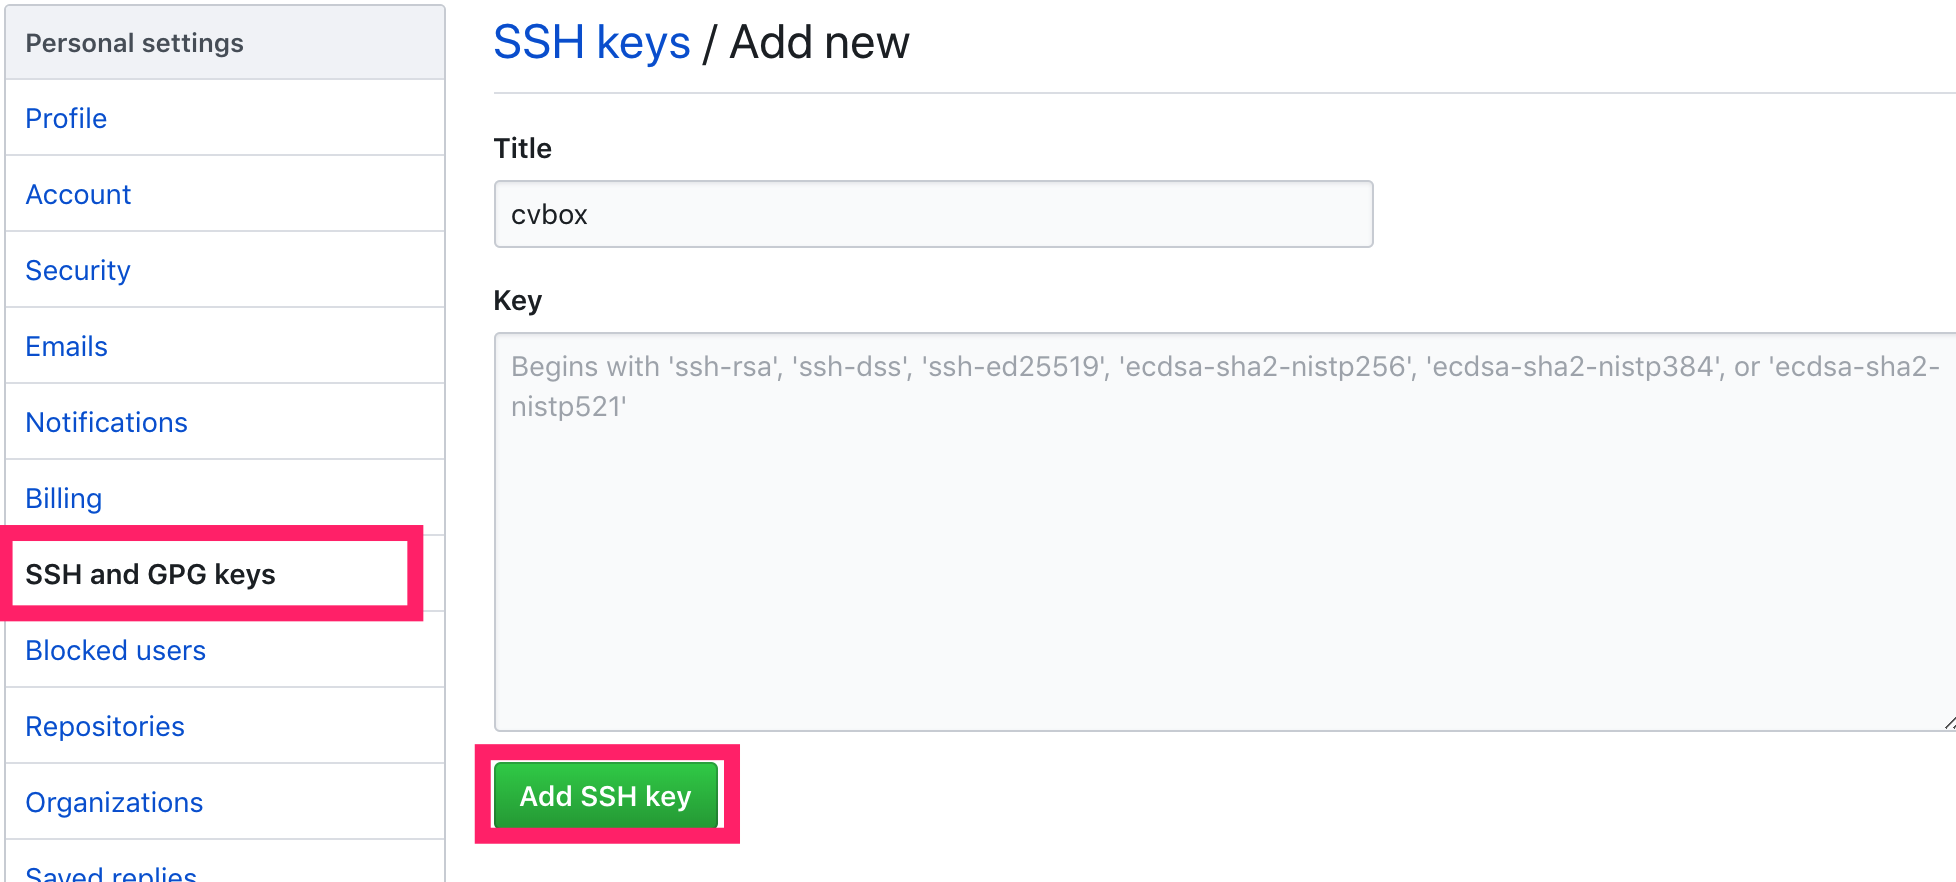 Personal settings
Profile
Account
Security
Emails
Notifications
Billing
SSH and GPG keys
Blocked users
Repositories
Organizations
Saved replies
SSH keys / Add new
Title
cvbox
Key
Begins with 'ssh-rsa', 'ssh-dss', 'ssh-ed25519', 'ecdsa-sha2-nistp256', 'ecdsa-sha2-nistp384', or 'ecdsa-sha2-
nistp521'
Add SSH key